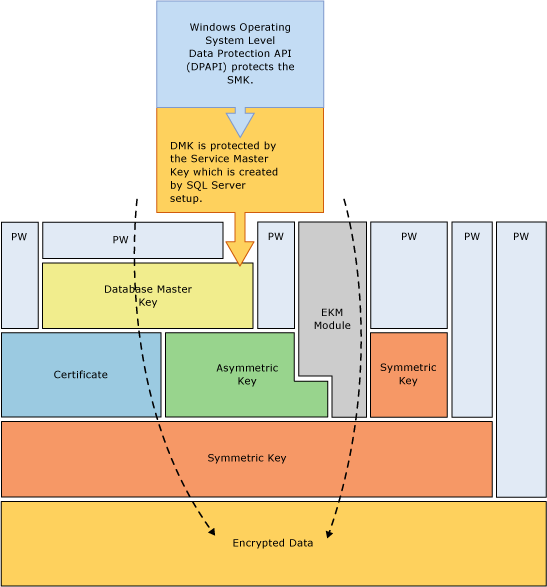 Windows Operating
System Level
Data Protection API
(DPAPI) protects the
SMK.
DMK is protected by
the Service Master
Key which is created
by SQL Server
setup.
PW
PW
PW
PW
PW
PW
Database Master
Key
EKM
Module
Certificate
Asymmetric
Key
Symmetric
Key
Symmetric Key
Encrypted Data